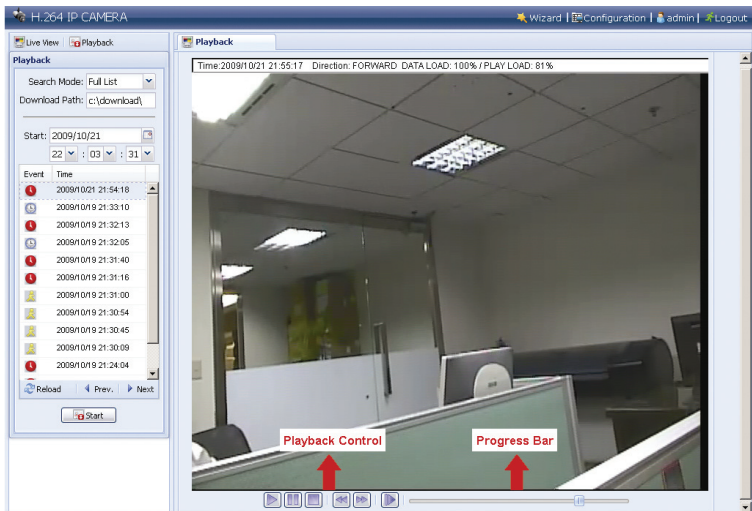 H.264 IP CAMERA
Wizard | Configuration | admin | Logout
Live View Playback
Playback
Search Mode: Full List
Download Path: c:\download\
Start: 2009/10/21
22 : 03 : 31
Event Time
2009/10/21 21:54:18
2009/10/19 21:33:10
2009/10/19 21:32:13
2009/10/19 21:32:05
2009/10/19 21:31:40
2009/10/19 21:31:16
2009/10/19 21:31:00
2009/10/19 21:30:54
2009/10/19 21:30:45
2009/10/19 21:30:09
2009/10/19 21:24:04
Reload Prev. Next
Start
Playback
Time:2009/10/21 21:55:17 Direction: FORWARD DATA LOAD: 100% / PLAY LOAD: 81%
Playback Control
Progress Bar